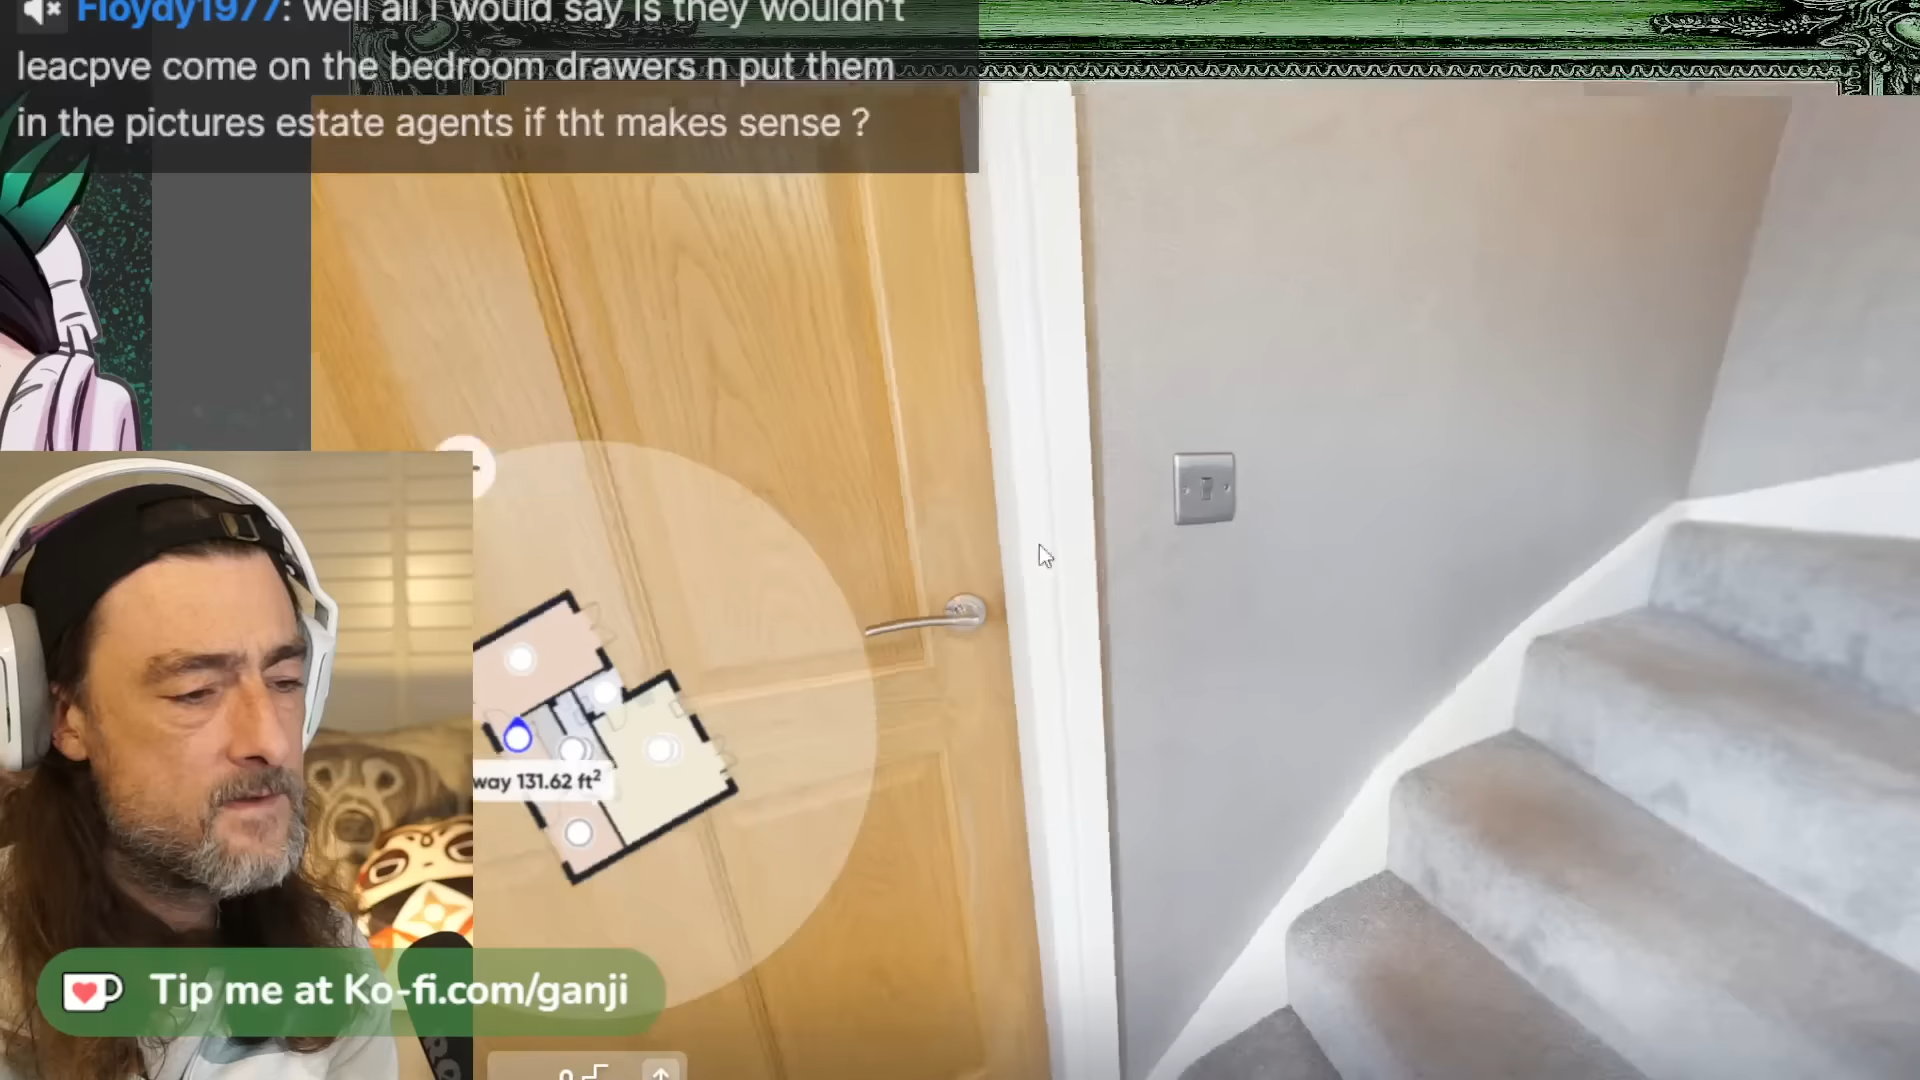 Floydy1977: well all I would say is they wouldn't
leacpve come on the bedroom drawers n put them
in the pictures estate agents if tht makes sense ?
way 131.62 ft²
Tip me at Ko-fi.com/ganji